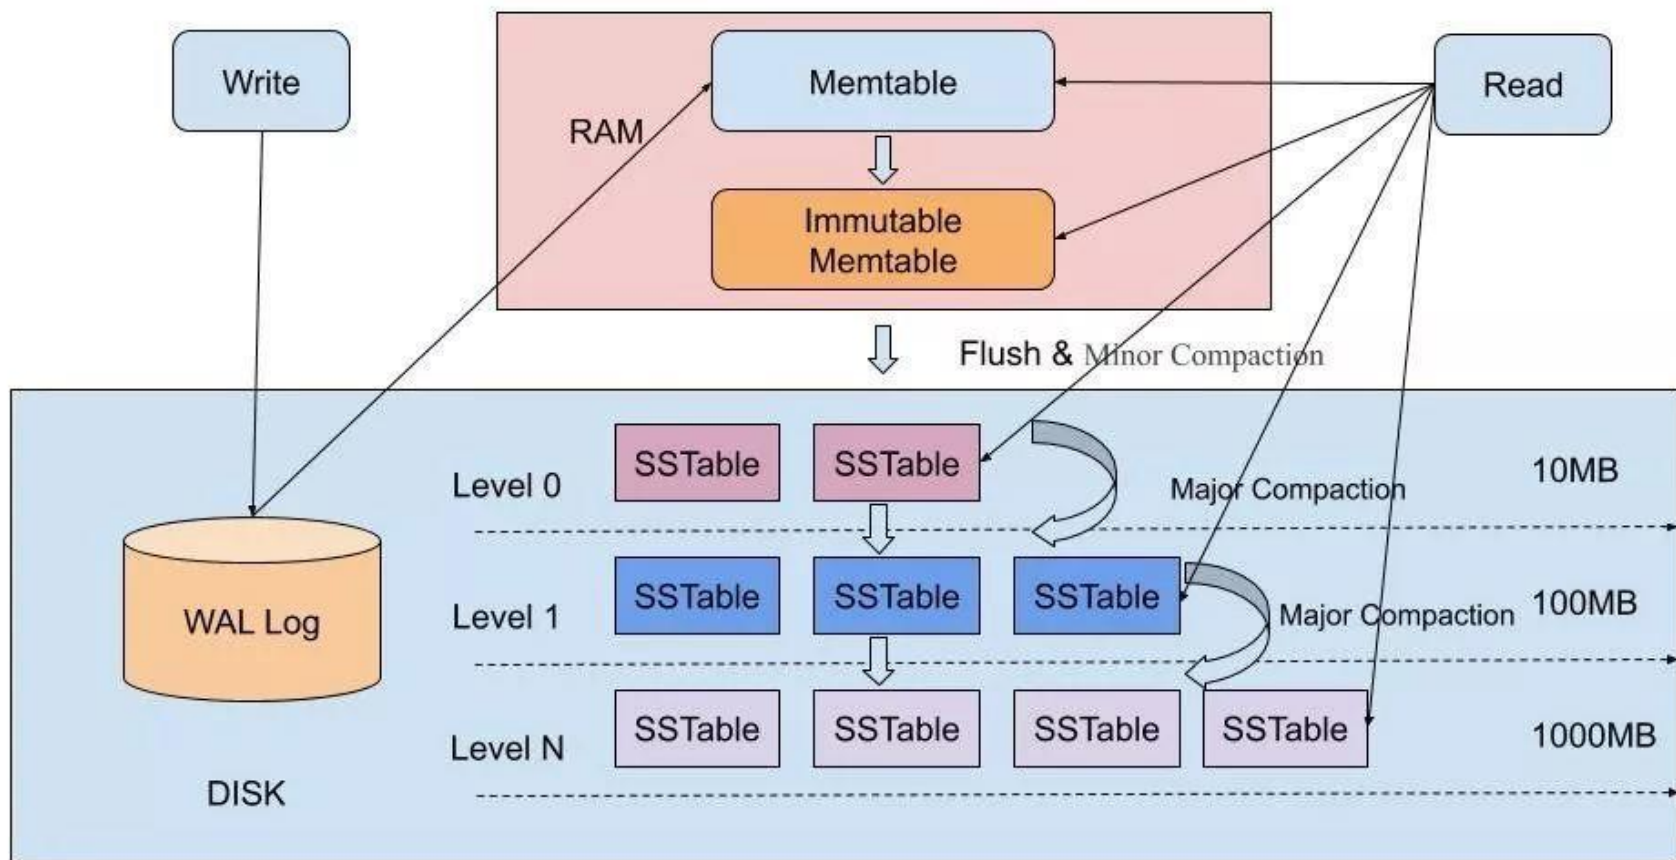 Write
Memtable
Read
RAM
Immutable
Memtable
Flush & Minor Compaction
SSTable SSTable
Level 0
Major Compaction
10MB
SSTable SSTable SSTable
Level 1
Major Compaction
100MB
WAL Log
SSTable SSTable SSTable SSTable
Level N
1000MB
DISK